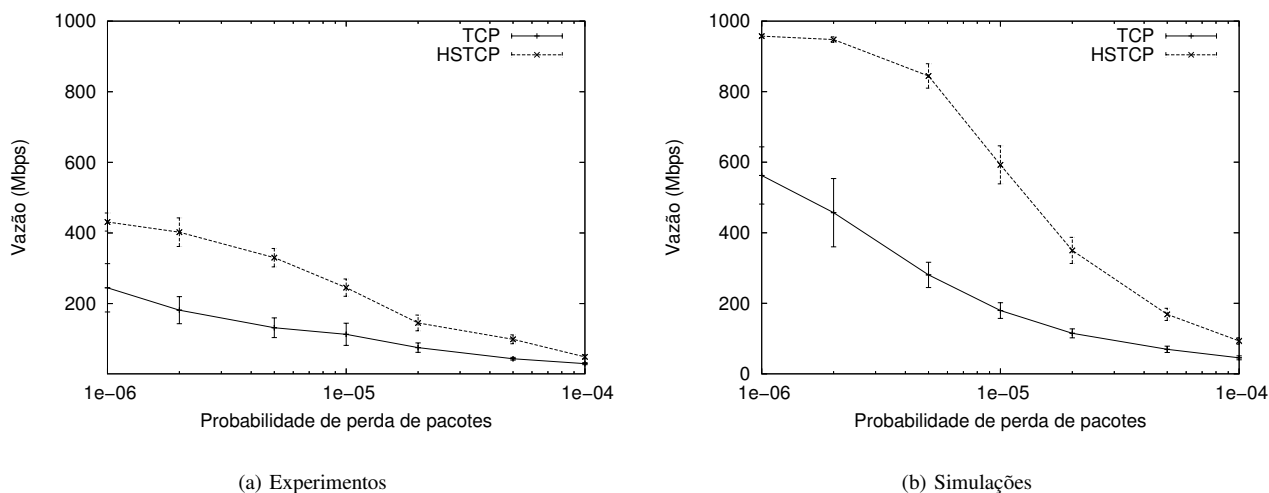 1000
800
600
400
200
Vazão (Mbps)
1e-06
1e-05
1e-04
Probabilidade de perda de pacotes
TCP
HSTCP
(a) Experimentos
1000
800
600
400
200
0
Vazão (Mbps)
1e-06
1e-05
1e-04
Probabilidade de perda de pacotes
TCP
HSTCP
(b) Simulações